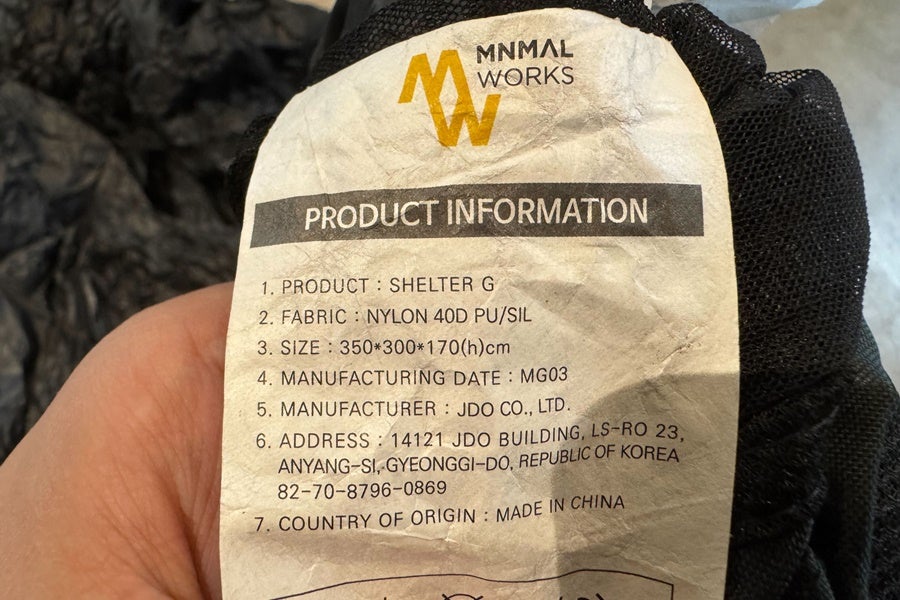 MNMAL
WORKS
PRODUCT INFORMATION
1. PRODUCT : SHELTER G
2. FABRIC : NYLON 40D PU/SIL
3. SIZE : 350*300*170(h)cm
4. MANUFACTURING DATE : MG03
5. MANUFACTURER : JDO CO., LTD.
6. ADDRESS : 14121 JDO BUILDING, LS-RO 23,
ANYANG-SI, GYEONGGI-DO, REPUBLIC OF KOREA
82-70-8796-0869
7. COUNTRY OF ORIGIN : MADE IN CHINA